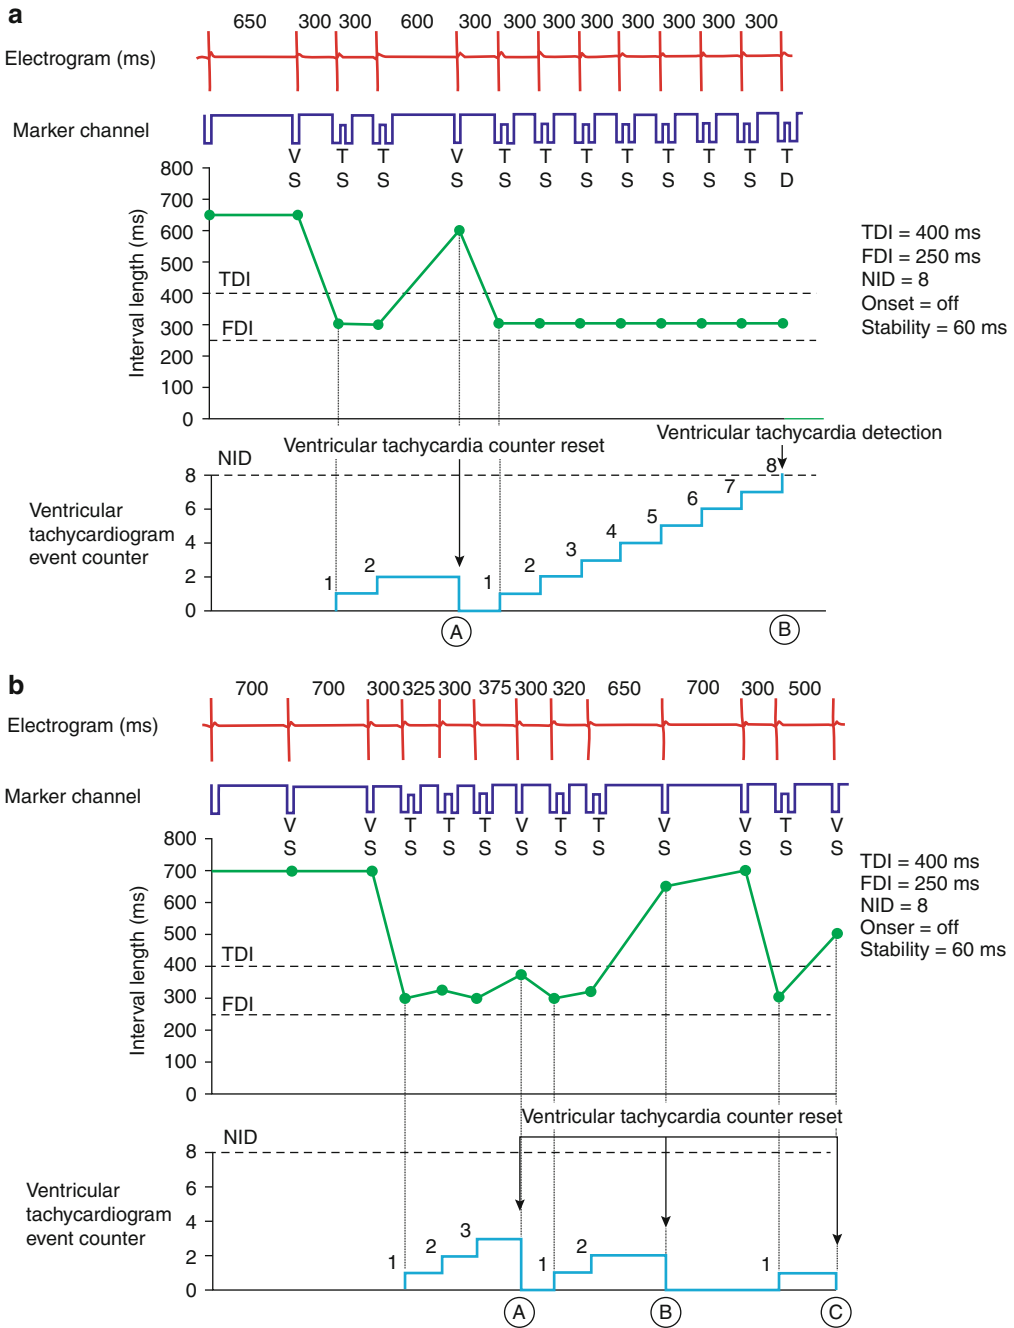 a
650 300 300 600 300 300 300 300 300 300 300 300
Electrogram (ms)
Marker channel
V T T V T T T T T T T T
S S S S S S S S S S S D
800
700
600
500
400
300
200
100
0
Interval length (ms)
TDI
FDI
TDI = 400 ms
FDI = 250 ms
NID = 8
Onset = off
Stability = 60 ms
Ventricular tachycardia counter reset
Ventricular tachycardia detection
NID
8
6
4
2
0
Ventricular
tachycardiogram
event counter
1 2 1 2 3 4 5 6 7 8
A B
b
700 700 300 325 300 375 300 320 650 700 300 500
Electrogram (ms)
Marker channel
V V T T T V T T V V T V
S S S S S S S S S S S S
800
700
600
500
400
300
200
100
0
Interval length (ms)
TDI
FDI
TDI = 400 ms
FDI = 250 ms
NID = 8
Onser = off
Stability = 60 ms
Ventricular tachycardia counter reset
NID
8
6
4
2
0
Ventricular
tachycardiogram
event counter
1 2 3 1 2 1
A B C